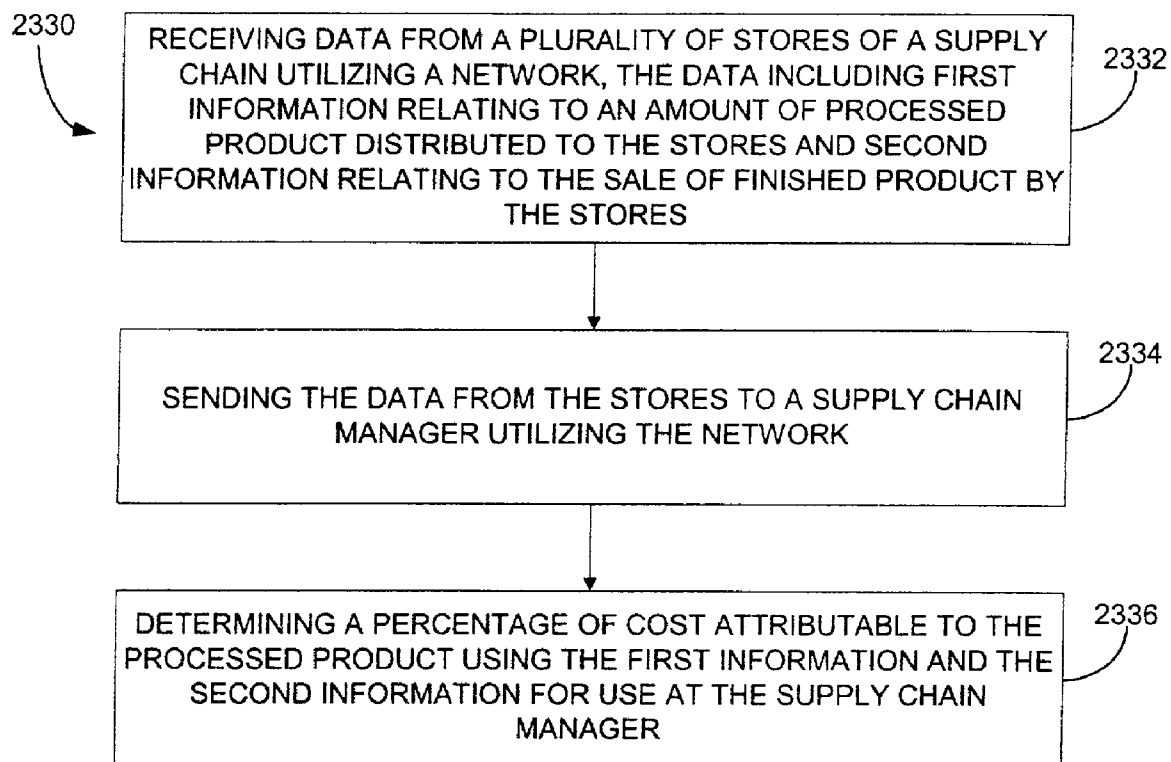 2330
RECEIVING DATA FROM A PLURALITY OF STORES OF A SUPPLY
CHAIN UTILIZING A NETWORK, THE DATA INCLUDING FIRST
INFORMATION RELATING TO AN AMOUNT OF PROCESSED
PRODUCT DISTRIBUTED TO THE STORES AND SECOND
INFORMATION RELATING TO THE SALE OF FINISHED PRODUCT BY
THE STORES
2332
SENDING THE DATA FROM THE STORES TO A SUPPLY CHAIN
MANAGER UTILIZING THE NETWORK
2334
DETERMINING A PERCENTAGE OF COST ATTRIBUTABLE TO THE
PROCESSED PRODUCT USING THE FIRST INFORMATION AND THE
SECOND INFORMATION FOR USE AT THE SUPPLY CHAIN
MANAGER
2336